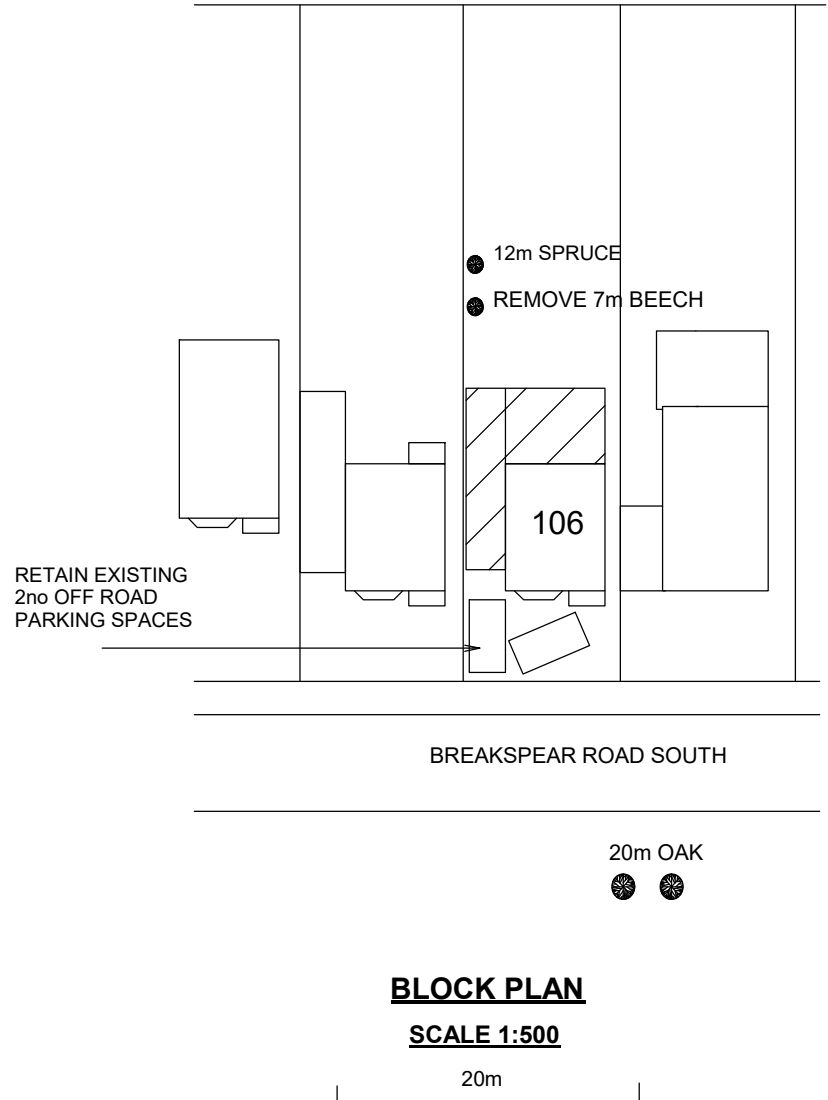 12m SPRUCE
REMOVE 7m BEECH
106
RETAIN EXISTING
2no OFF ROAD
PARKING SPACES
BREAKSPEAR ROAD SOUTH
20m OAK
BLOCK PLAN
SCALE 1:500
20m